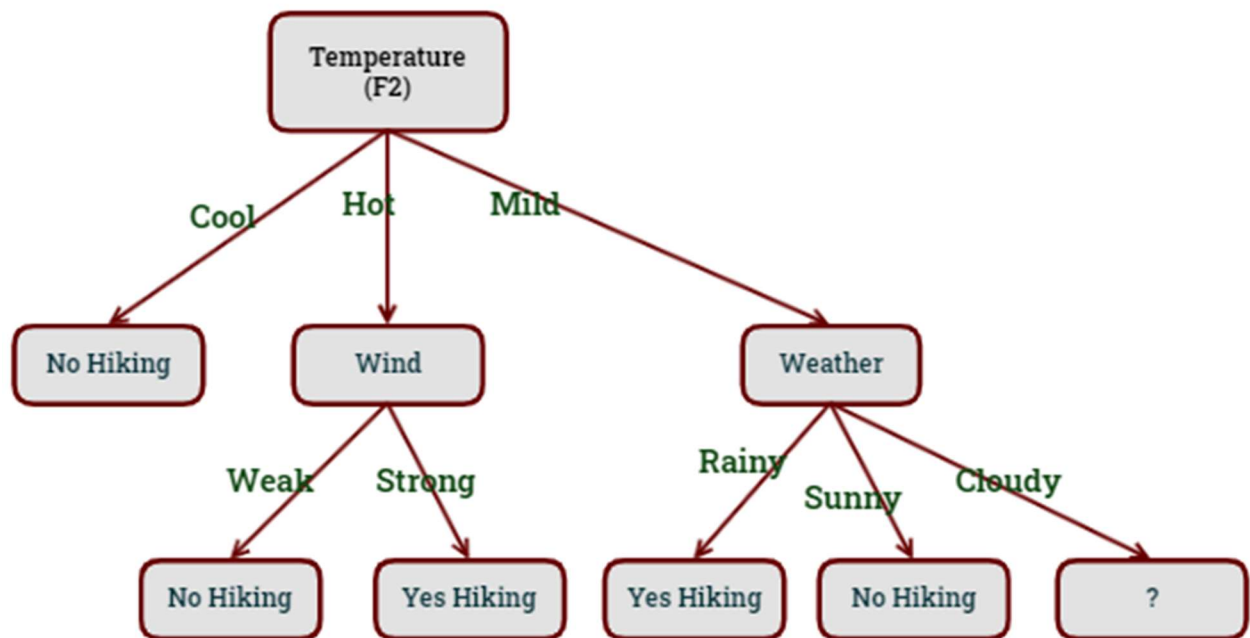 Temperature
(F2)
Cool
Hot
Mild
No Hiking
Wind
Weather
Weak
Strong
Rainy
Sunny
Cloudy
No Hiking
Yes Hiking
Yes Hiking
No Hiking
?